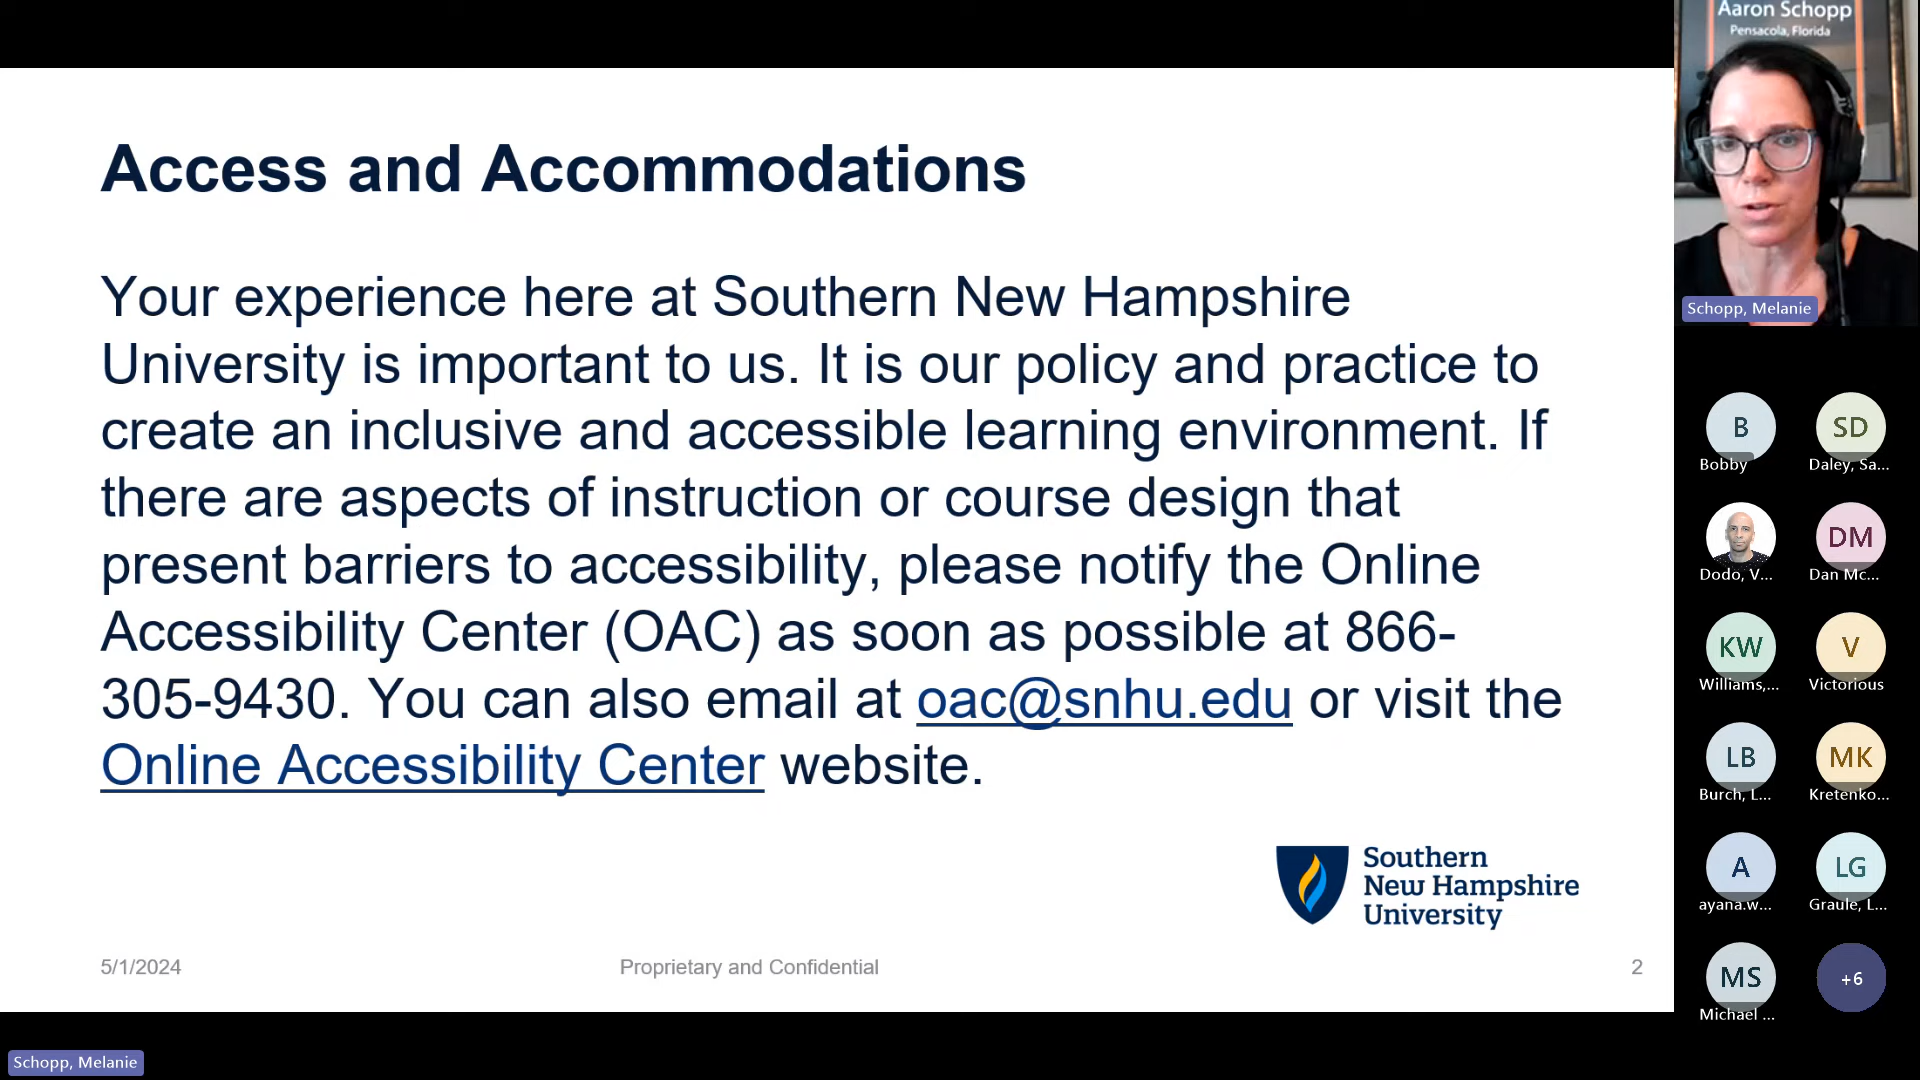 Access and Accommodations
Your experience here at Southern New Hampshire
University is important to us. It is our policy and practice to
create an inclusive and accessible learning environment. If
there are aspects of instruction or course design that
present barriers to accessibility, please notify the Online
Accessibility Center (OAC) as soon as possible at 866-
305-9430. You can also email at oac@snhu.edu or visit the
Online Accessibility Center website.
Southern
New Hampshire
University
5/1/2024
Proprietary and Confidential
2
Schopp, Melanie
Aaron Schopp
Pensacola, Florida
Schopp, Melanie
B
Bobby
SD
Daley, Sa...
Dodo, V...
DM
Dan Mc...
KW
Williams,...
V
Victorious
LB
Burch, L...
MK
Kretenko...
A
ayana.w...
LG
Graule, L...
MS
Michael ...
+6